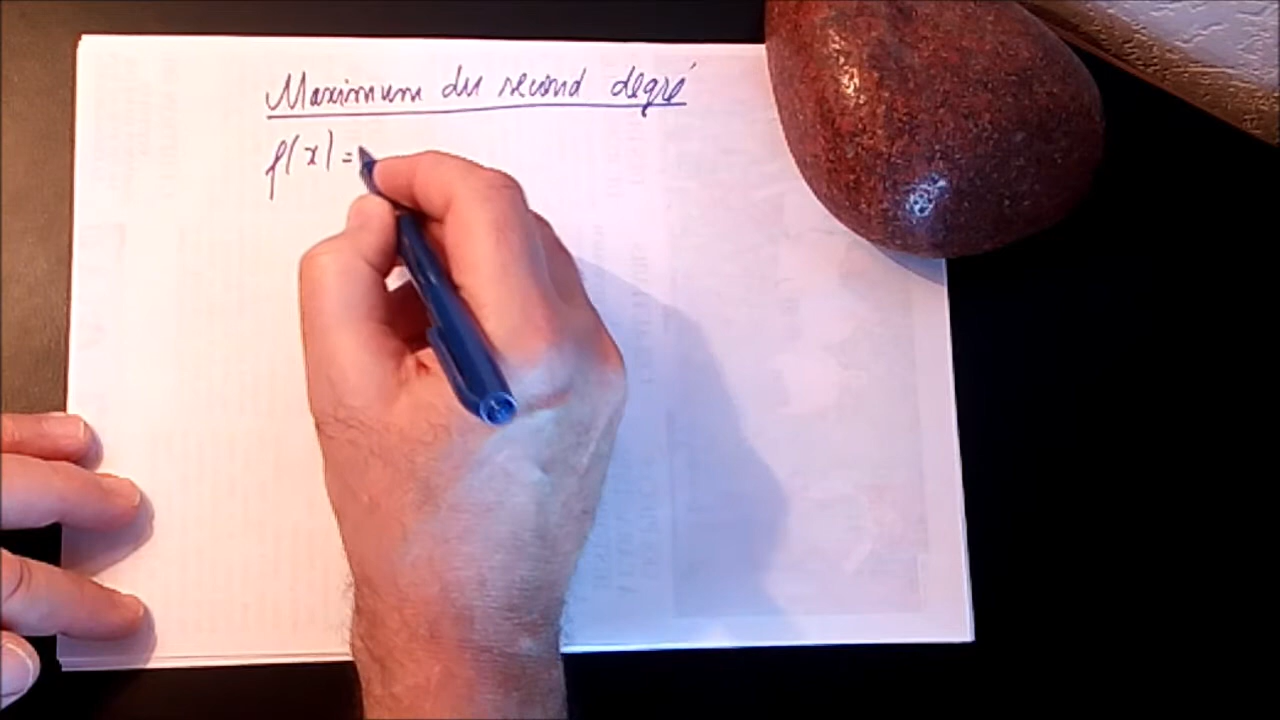 Maximum du second degré
f(x) =